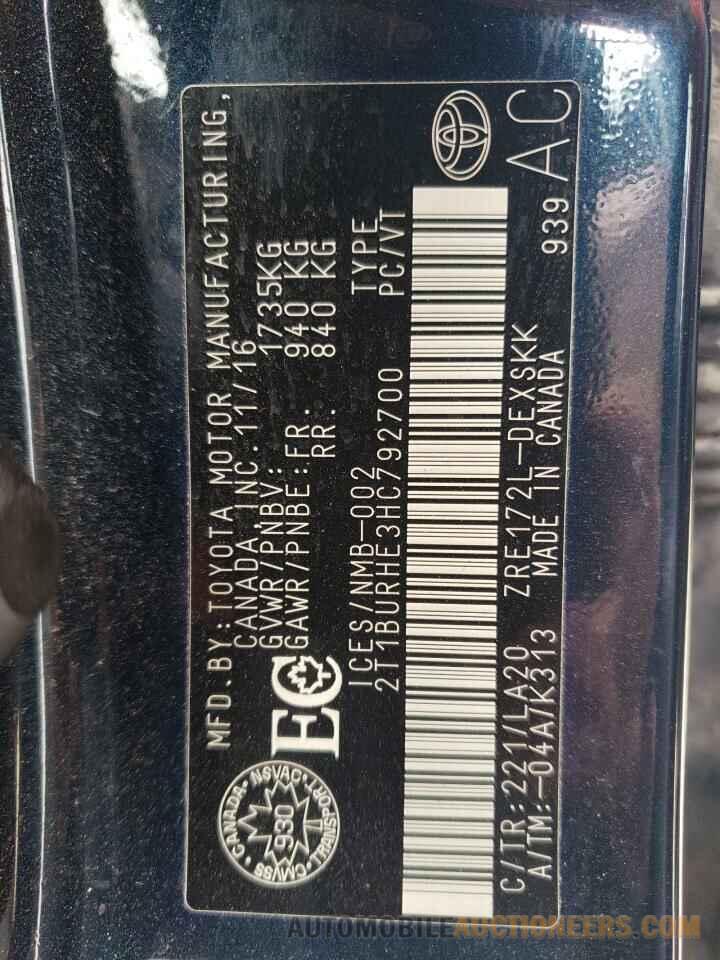 MFD.BY:TOYOTA MOTOR MANUFACTURING,
CANADA INC.11/16
GVWR/PNBV: 1735KG
GAWR/PNBE:FR. 940 KG
RR. 840 KG
CANADA · NSVAC · TRANSPORT · CMVSS
930
EC
ICES/NMB-002 TYPE
2T1BURHE3HC792700 PC/VT
C/TR:221/LA20 ZRE172L-DEXSKK 939
A/TM:-04A/K313 MADE IN CANADA
AC
AUTOMOBILEAUCTIONEERS.COM